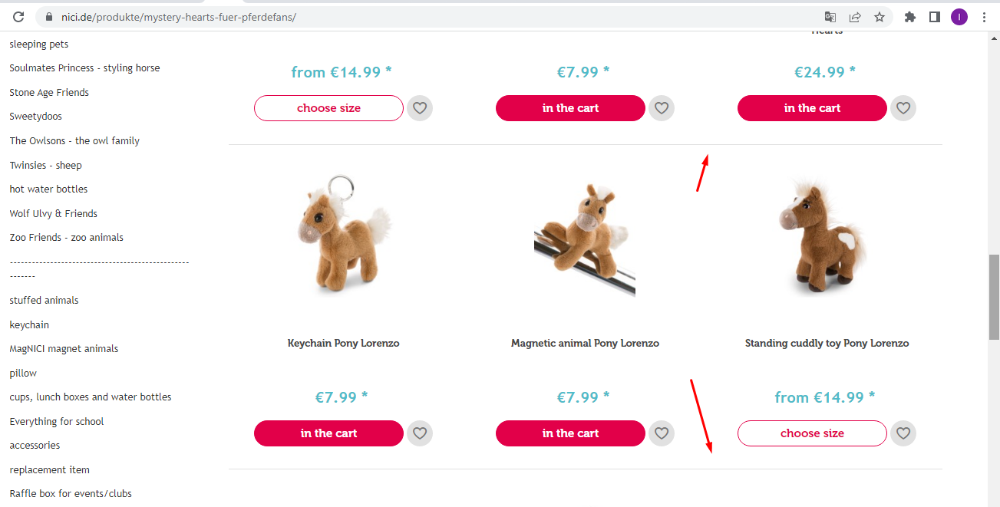 nici.de/produkte/mystery-hearts-fuer-pferdefans/
I
sleeping pets
Soulmates Princess - styling horse
Stone Age Friends
Sweetydoos
The Owlsons - the owl family
Twinsies - sheep
hot water bottles
Wolf Ulvy & Friends
Zoo Friends - zoo animals
-------------------------------------------------
-------
stuffed animals
keychain
MagNICI magnet animals
pillow
cups, lunch boxes and water bottles
Everything for school
accessories
replacement item
Raffle box for events/clubs
Hearts
from €14.99 * €7.99 * €24.99 *
choose size in the cart in the cart
Keychain Pony Lorenzo Magnetic animal Pony Lorenzo Standing cuddly toy Pony Lorenzo
€7.99 * €7.99 * from €14.99 *
in the cart in the cart choose size